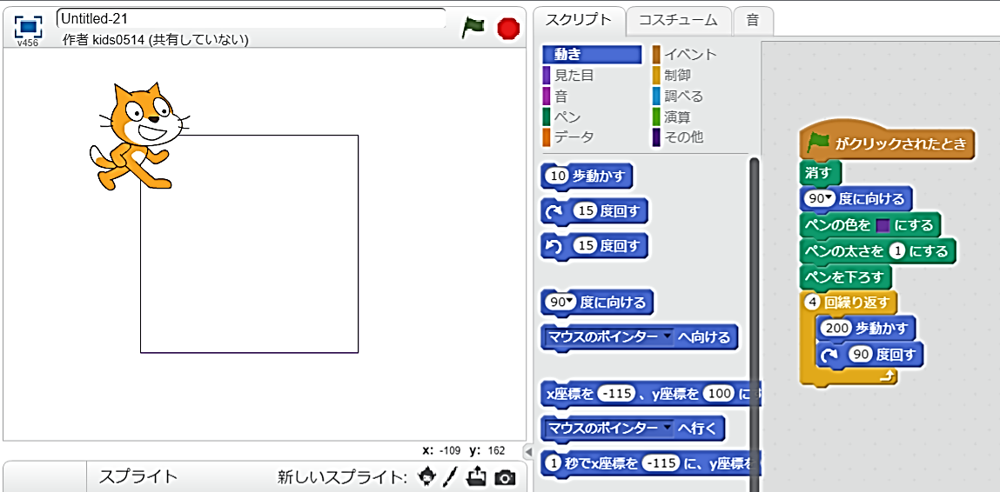 Untitled-21
v456
作者 kids0514 (共有していない)
スクリプト
コスチューム
音
動き
見た目
音
ペン
データ
イベント
制御
調べる
演算
その他
10 歩動かす
15 度回す
15 度回す
90 度に向ける
マウスのポインター へ向ける
x座標を -115 、y座標を 100 に
マウスのポインター へ行く
1 秒でx座標を -115 に、y座標を
がクリックされたとき
消す
90 度に向ける
ペンの色を にする
ペンの太さを 1 にする
ペンを下ろす
4 回繰り返す
200 歩動かす
90 度回す
x: -109 y: 162
スプライト
新しいスプライト: